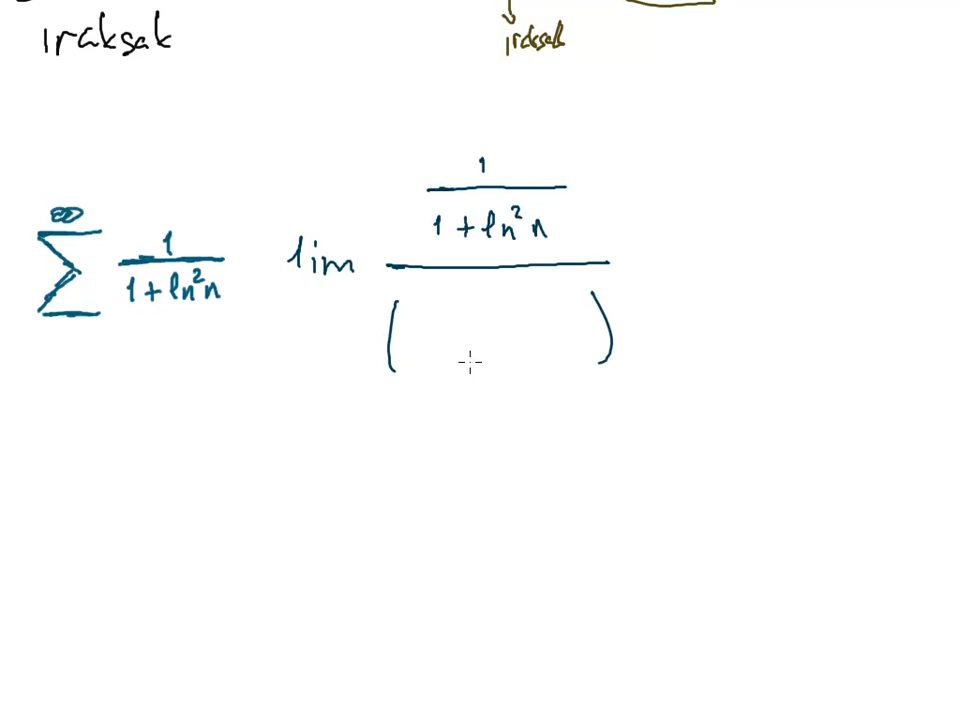 ıraksak
ıraksak
∞
∑ 1/(1+ln²n) lim (1/(1+ln²n))/( )